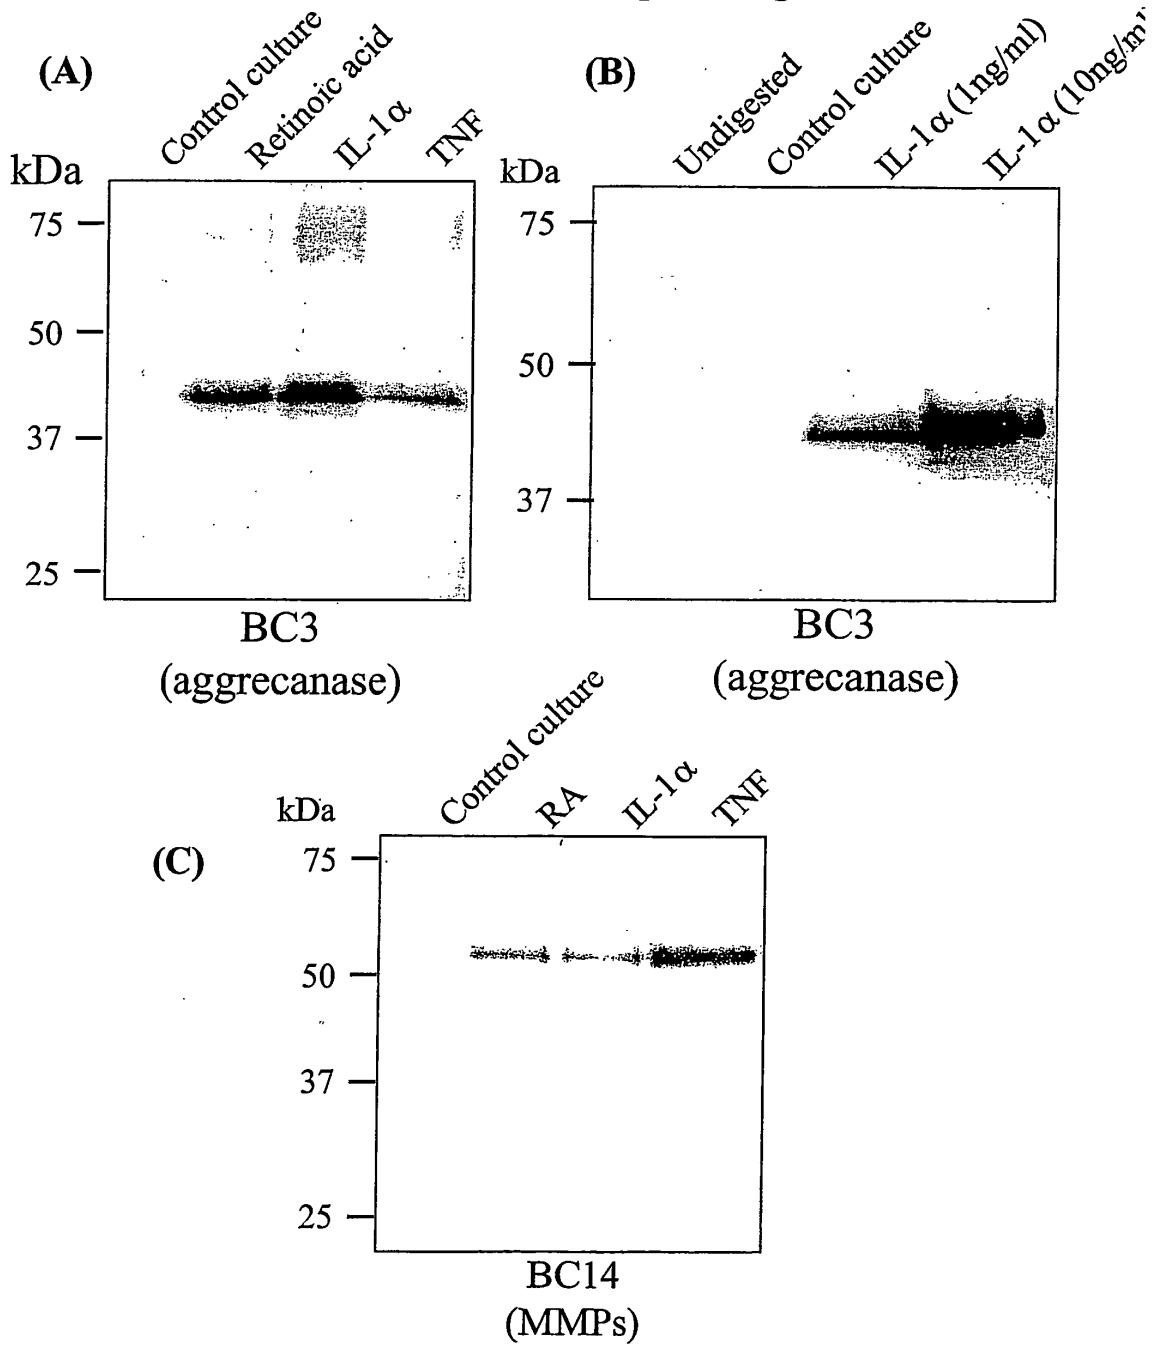 (A)
Control culture
Retinoic acid
IL-1α
TNF
kDa
75
50
37
25
BC3
(aggrecanase)
(B)
Undigested
Control culture
IL-1α (1ng/ml)
IL-1α (10ng/ml)
kDa
75
50
37
BC3
(aggrecanase)
(C)
Control culture
RA
IL-1α
TNF
kDa
75
50
37
25
BC14
(MMPs)